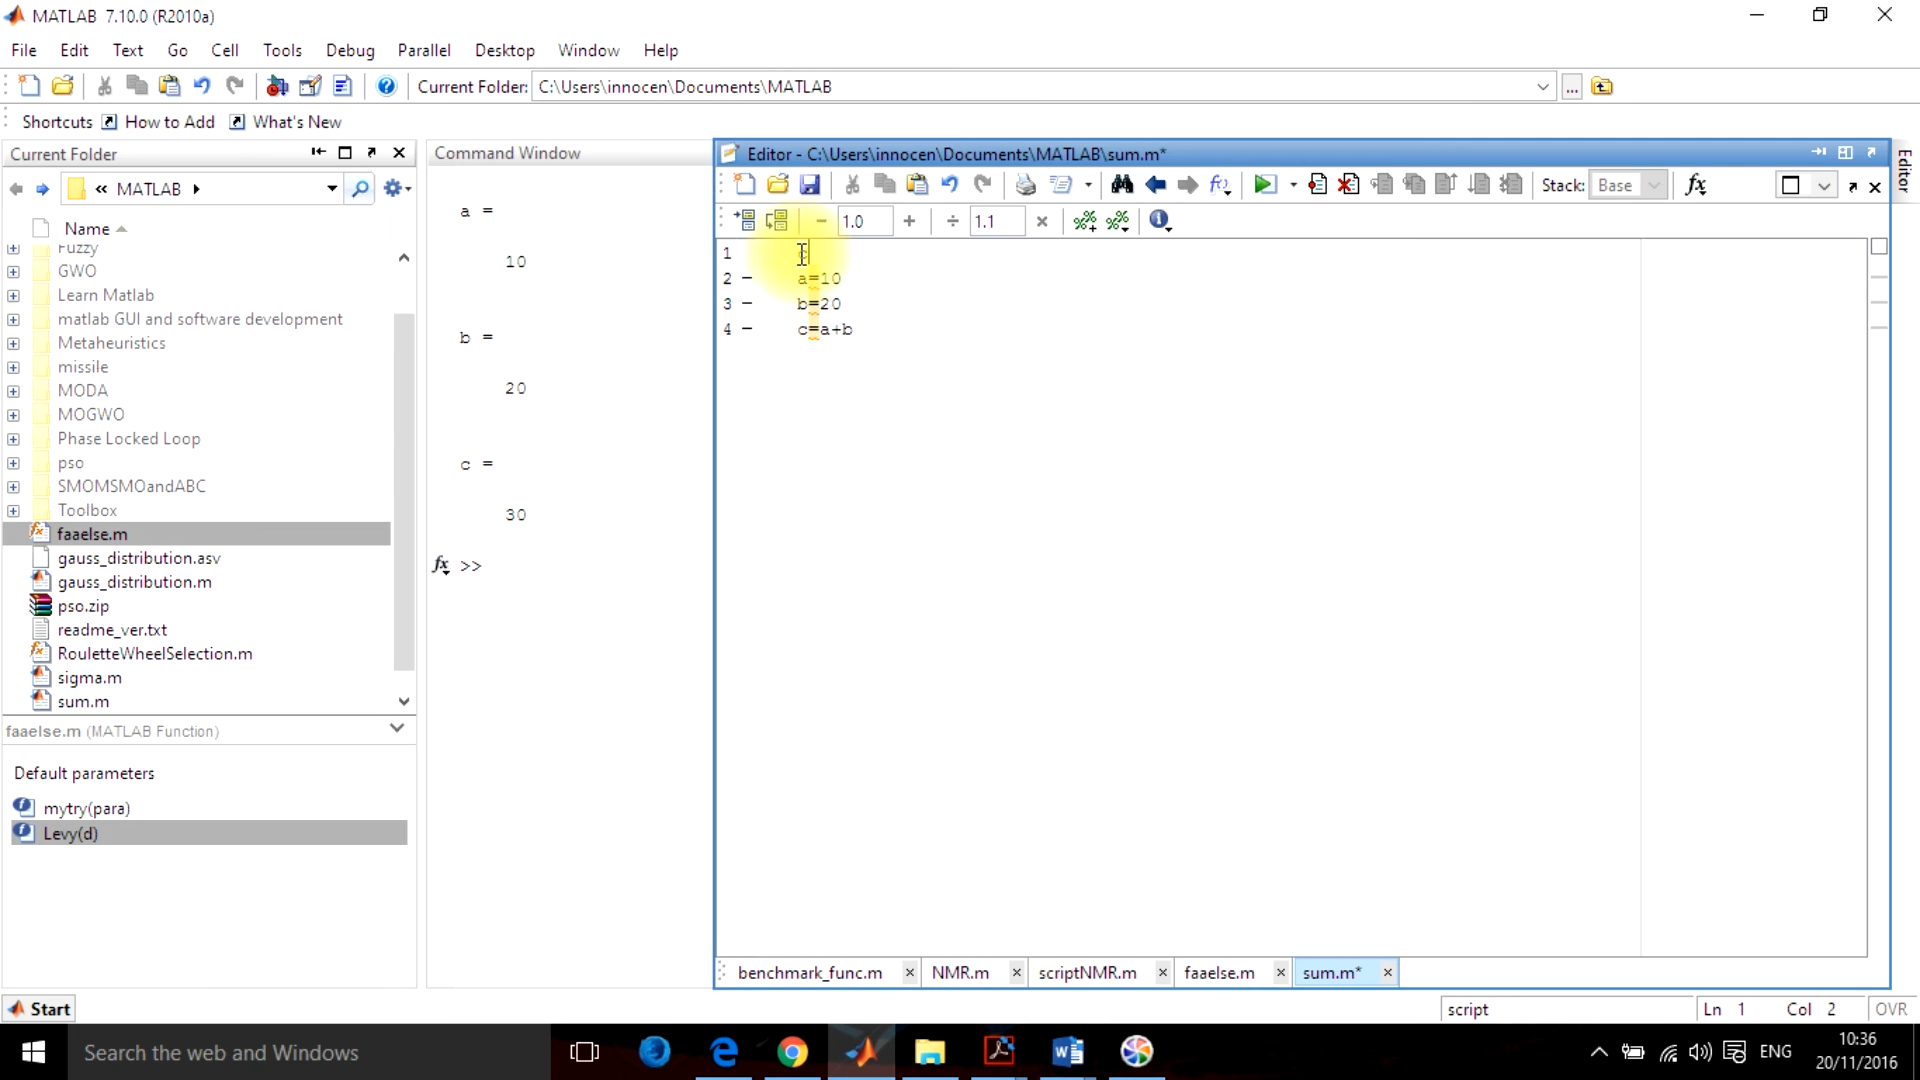 MATLAB 7.10.0 (R2010a)
File Edit Text Go Cell Tools Debug Parallel Desktop Window Help
Current Folder: C:\Users\innocen\Documents\MATLAB ...
Shortcuts How to Add What's New
Current Folder
« MATLAB
Name
Fuzzy
GWO
Learn Matlab
matlab GUI and software development
Metaheuristics
missile
MODA
MOGWO
Phase Locked Loop
pso
SMOMSMOandABC
Toolbox
faaelse.m
gauss_distribution.asv
gauss_distribution.m
pso.zip
readme_ver.txt
RouletteWheelSelection.m
sigma.m
sum.m
faaelse.m (MATLAB Function)
Default parameters
mytry(para)
Levy(d)
Command Window
a =
10
b =
20
c =
30
fx >>
Editor - C:\Users\innocen\Documents\MATLAB\sum.m*
Stack: Base fx
− 1.0 + ÷ 1.1 ×
1 c
2 − a=10
3 − b=20
4 − c=a+b
benchmark_func.m NMR.m scriptNMR.m faaelse.m sum.m*
Editor
Start
script Ln 1 Col 2 OVR
Search the web and Windows
ENG
10:36
20/11/2016